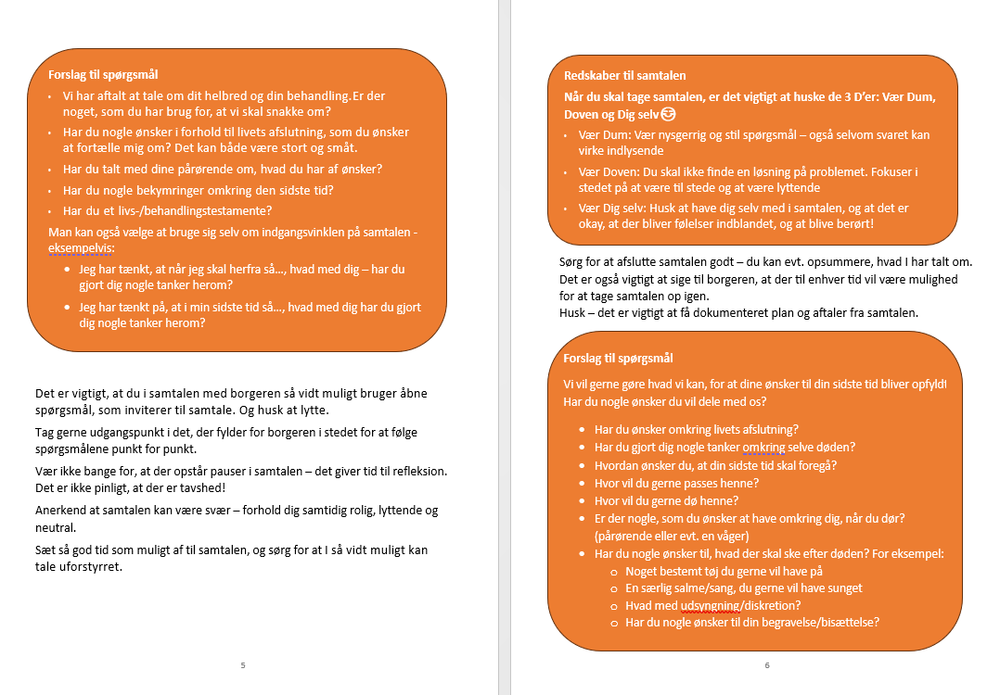 Forslag til spørgsmål
• Vi har aftalt at tale om dit helbred og din behandling. Er der
noget, som du har brug for, at vi skal snakke om?
• Har du nogle ønsker i forhold til livets afslutning, som du ønsker
at fortælle mig om? Det kan både være stort og småt.
• Har du talt med dine pårørende om, hvad du har af ønsker?
• Har du nogle bekymringer omkring den sidste tid?
• Har du et livs-/behandlingstestamente?
Man kan også vælge at bruge sig selv om indgangsvinklen på samtalen -
eksempelvis:
• Jeg har tænkt, at når jeg skal herfra så…, hvad med dig – har du
gjort dig nogle tanker herom?
• Jeg har tænkt på, at i min sidste tid så…, hvad med dig har du gjort
dig nogle tanker herom?
Det er vigtigt, at du i samtalen med borgeren så vidt muligt bruger åbne
spørgsmål, som inviterer til samtale. Og husk at lytte.
Tag gerne udgangspunkt i det, der fylder for borgeren i stedet for at følge
spørgsmålene punkt for punkt.
Vær ikke bange for, at der opstår pauser i samtalen – det giver tid til refleksion.
Det er ikke pinligt, at der er tavshed!
Anerkend at samtalen kan være svær – forhold dig samtidig rolig, lyttende og
neutral.
Sæt så god tid som muligt af til samtalen, og sørg for at I så vidt muligt kan
tale uforstyrret.
5
Redskaber til samtalen
Når du skal tage samtalen, er det vigtigt at huske de 3 D’er: Vær Dum,
Doven og Dig selv😊
• Vær Dum: Vær nysgerrig og stil spørgsmål – også selvom svaret kan
virke indlysende
• Vær Doven: Du skal ikke finde en løsning på problemet. Fokuser i
stedet på at være til stede og at være lyttende
• Vær Dig selv: Husk at have dig selv med i samtalen, og at det er
okay, at der bliver følelser indblandet, og at blive berørt!
Sørg for at afslutte samtalen godt – du kan evt. opsummere, hvad I har talt om.
Det er også vigtigt at sige til borgeren, at der til enhver tid vil være mulighed
for at tage samtalen op igen.
Husk – det er vigtigt at få dokumenteret plan og aftaler fra samtalen.
Forslag til spørgsmål
Vi vil gerne gøre hvad vi kan, for at dine ønsker til din sidste tid bliver opfyldt
Har du nogle ønsker du vil dele med os?
• Har du ønsker omkring livets afslutning?
• Har du gjort dig nogle tanker omkring selve døden?
• Hvordan ønsker du, at din sidste tid skal foregå?
• Hvor vil du gerne passes henne?
• Hvor vil du gerne dø henne?
• Er der nogle, som du ønsker at have omkring dig, når du dør?
(pårørende eller evt. en våger)
• Har du nogle ønsker til, hvad der skal ske efter døden? For eksempel:
o Noget bestemt tøj du gerne vil have på
o En særlig salme/sang, du gerne vil have sunget
o Hvad med udsyngning/diskretion?
o Har du nogle ønsker til din begravelse/bisættelse?
6